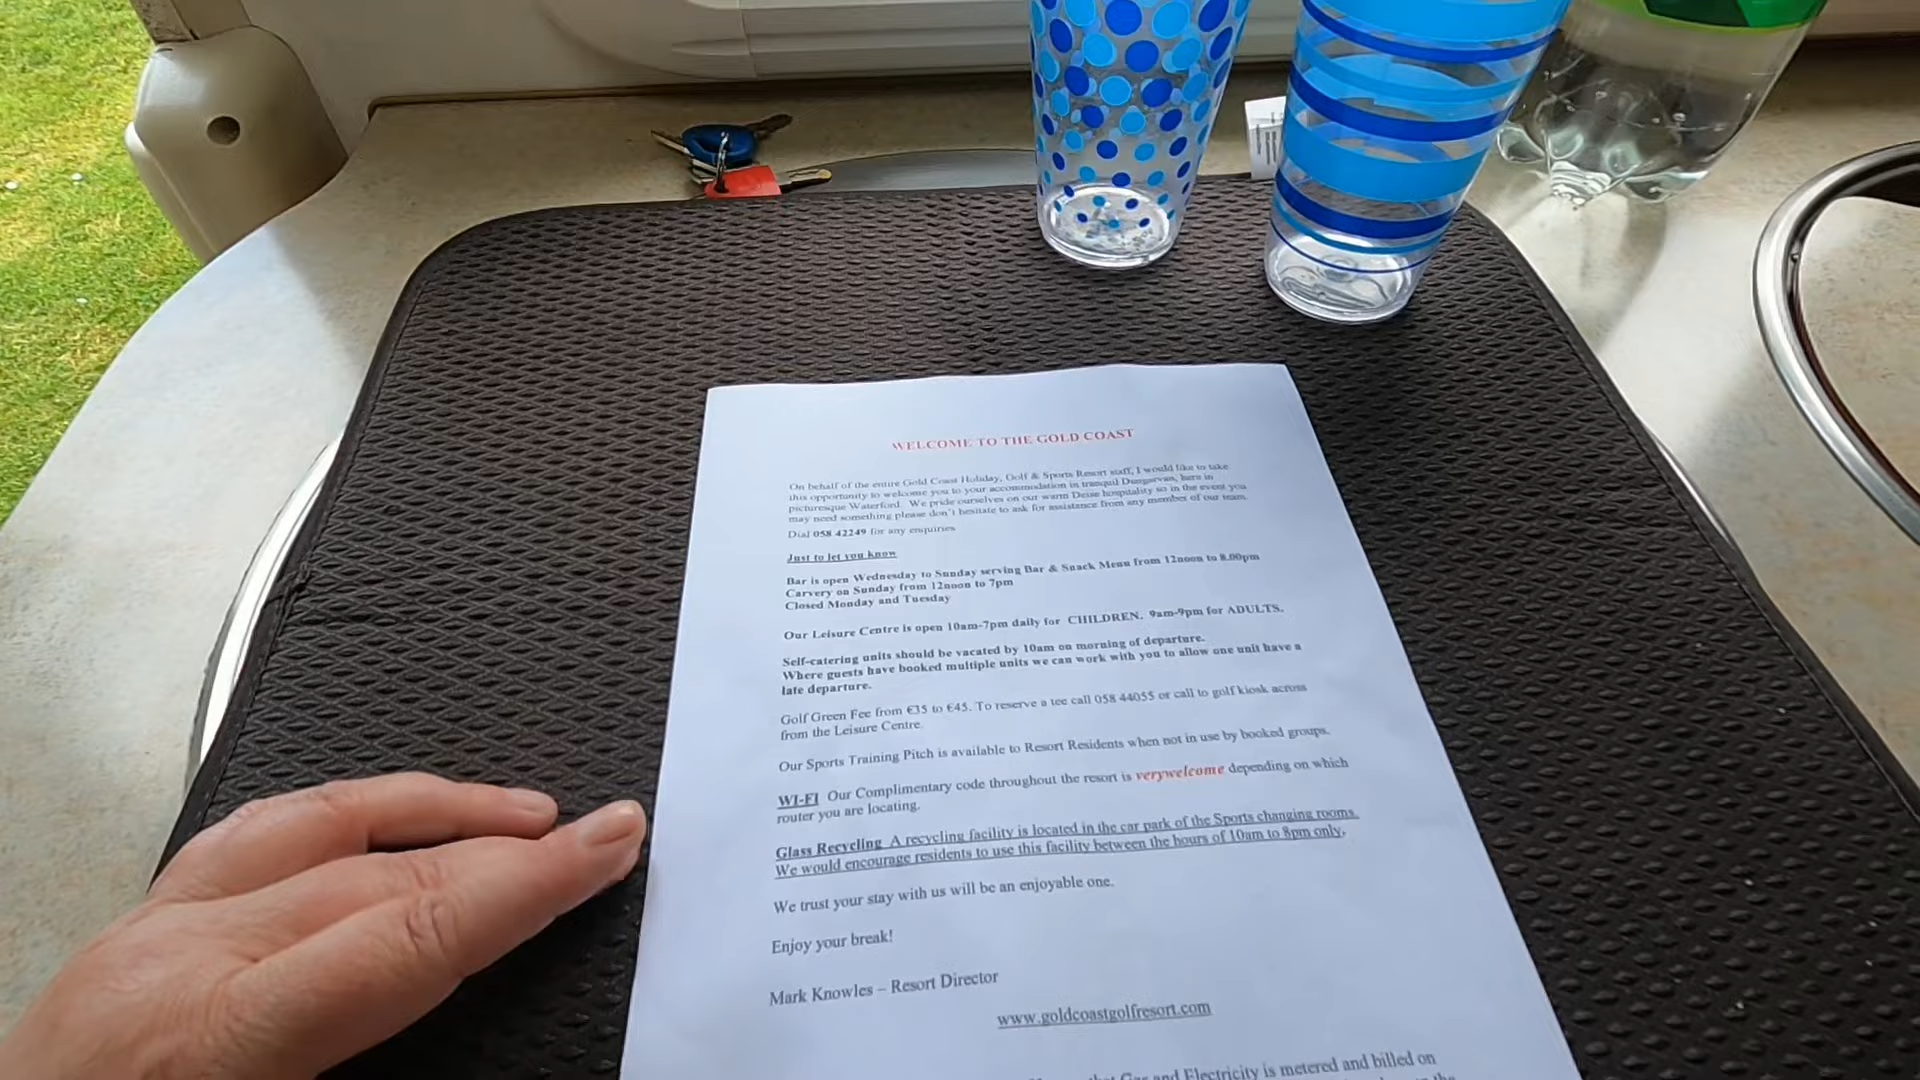 WELCOME TO THE GOLD COAST
On behalf of the entire Gold Coast Holiday, Golf & Sports Resort staff, I would like to take
this opportunity to welcome you to your accommodation in tranquil Dungarvan, here in
picturesque Waterford. We pride ourselves on our warm Deise hospitality so in the event you
may need something please don't hesitate to ask for assistance from any member of our team.
Dial 058 42249 for any enquiries
Just to let you know
Bar is open Wednesday to Sunday serving Bar & Snack Menu from 12noon to 8.00pm
Carvery on Sunday from 12noon to 7pm
Closed Monday and Tuesday
Our Leisure Centre is open 10am-7pm daily for CHILDREN. 9am-9pm for ADULTS.
Self-catering units should be vacated by 10am on morning of departure.
Where guests have booked multiple units we can work with you to allow one unit have a
late departure.
Golf Green Fee from €35 to €45. To reserve a tee call 058 44055 or call to golf kiosk across
from the Leisure Centre.
Our Sports Training Pitch is available to Resort Residents when not in use by booked groups.
WI-FI Our Complimentary code throughout the resort is verywelcome depending on which
router you are locating.
Glass Recycling A recycling facility is located in the car park of the Sports changing rooms.
We would encourage residents to use this facility between the hours of 10am to 8pm only.
We trust your stay with us will be an enjoyable one.
Enjoy your break!
Mark Knowles – Resort Director
www.goldcoastgolfresort.com
that Gas and Electricity is metered and billed on